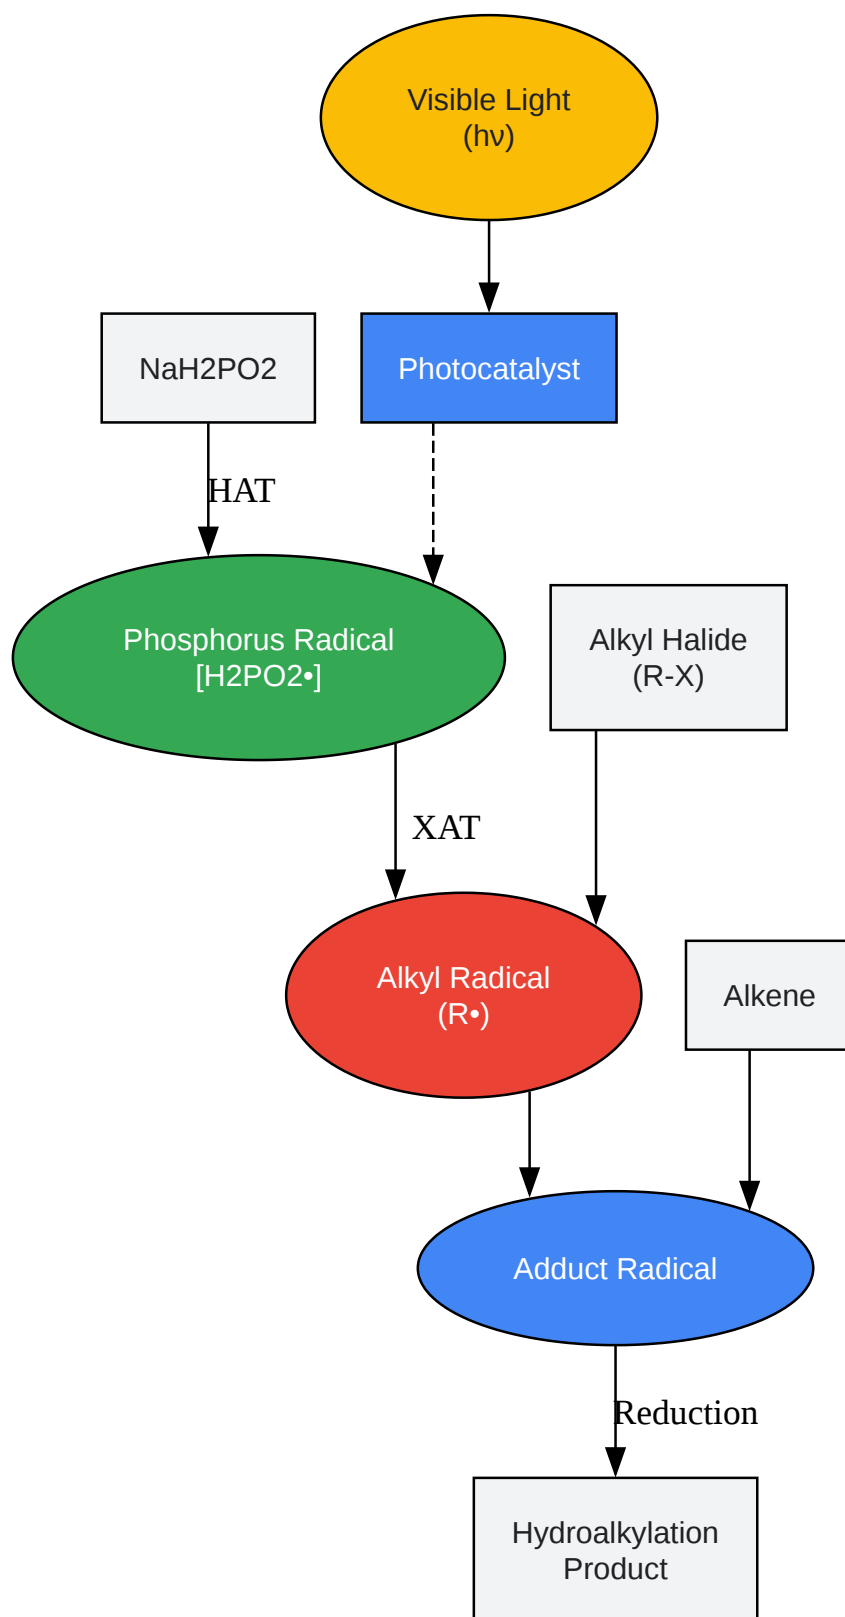 Visible Light
(hν)
NaH2PO2
Photocatalyst
HAT
Phosphorus Radical
[H2PO2•]
Alkyl Halide
(R-X)
XAT
Alkyl Radical
(R•)
Alkene
Adduct Radical
Reduction
Hydroalkylation
Product